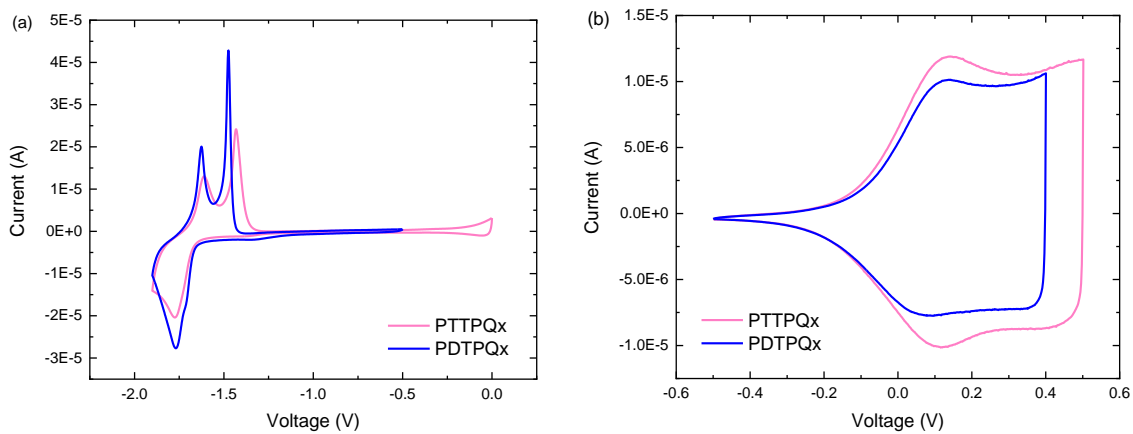 (a)
5E-5
4E-5
3E-5
2E-5
1E-5
0E+0
-1E-5
-2E-5
-3E-5
Current (A)
-2.0
-1.5
-1.0
-0.5
0.0
Voltage (V)
PTTPQx
PDTPQx
(b)
1.5E-5
1.0E-5
5.0E-6
0.0E+0
-5.0E-6
-1.0E-5
Current (A)
-0.6
-0.4
-0.2
0.0
0.2
0.4
0.6
Voltage (V)
PTTPQx
PDTPQx